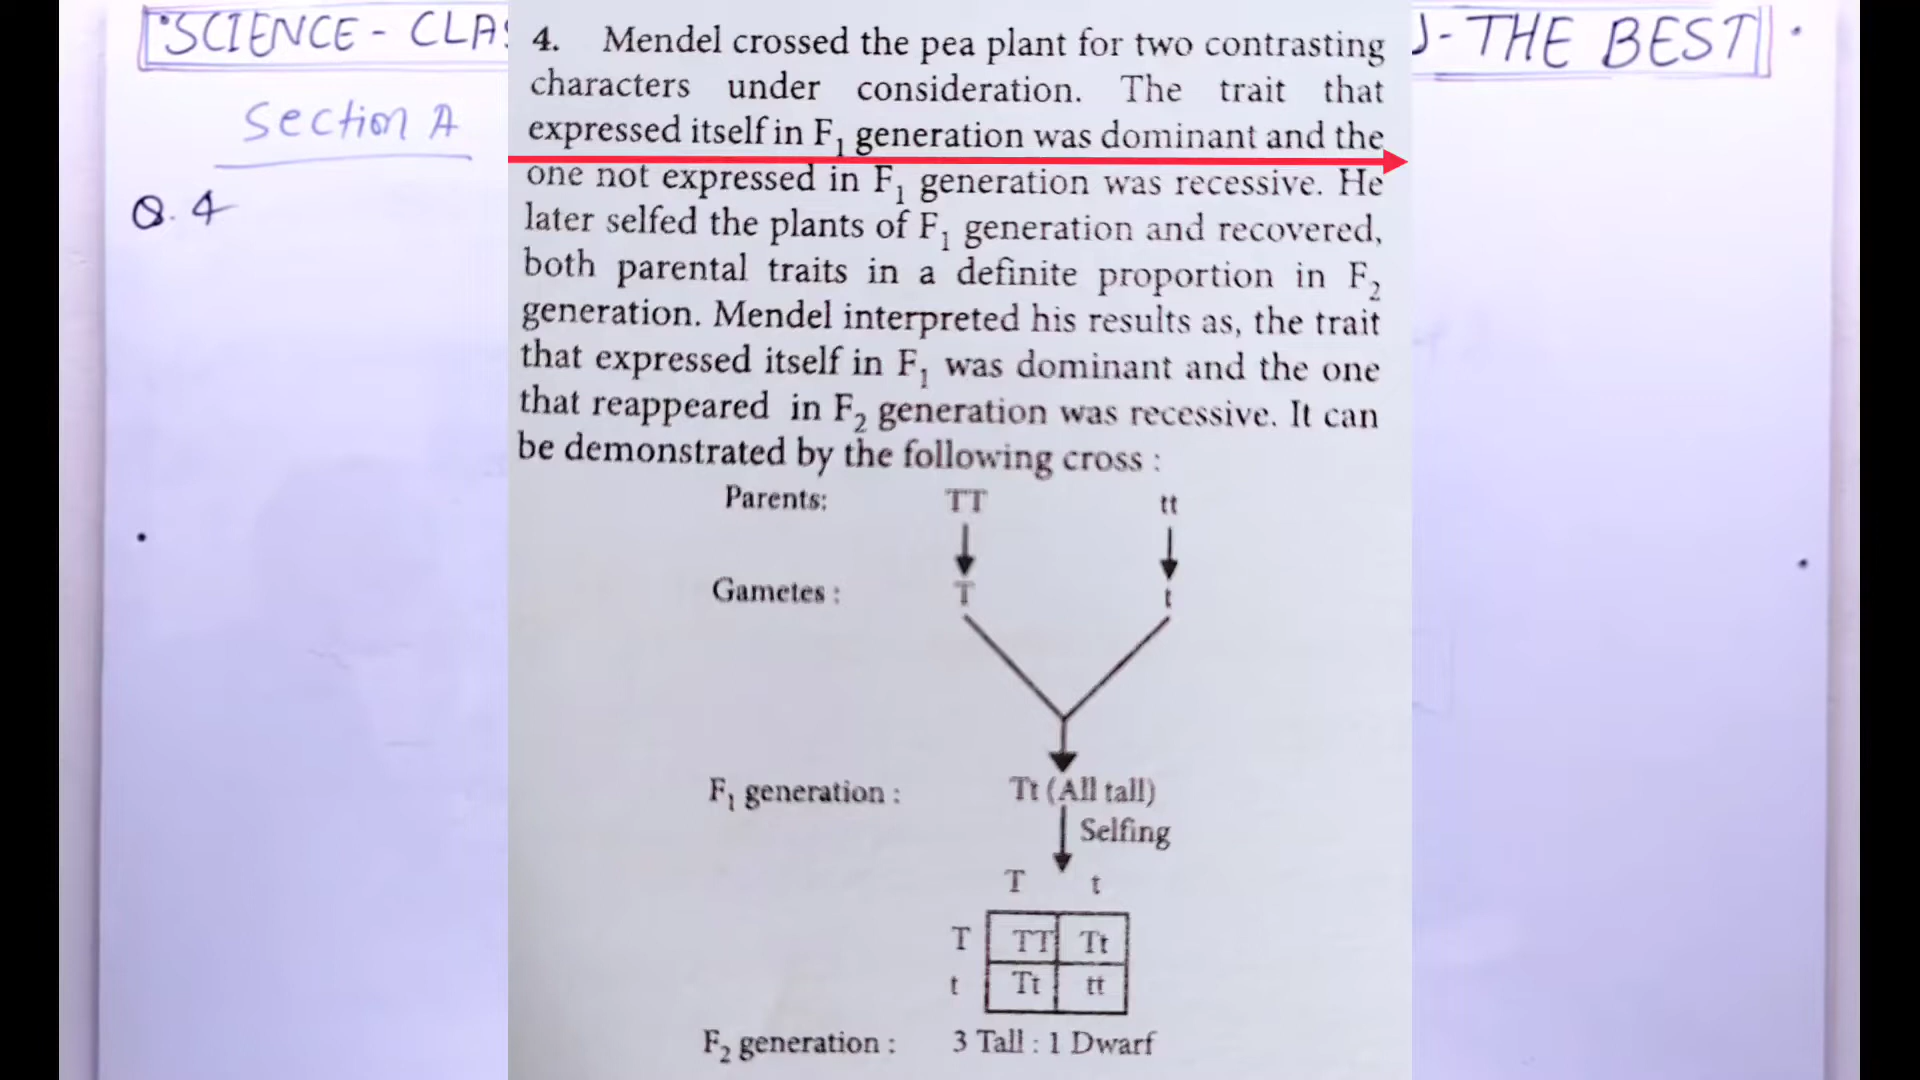 SCIENCE - CLAS
J - THE BEST
Section A
Q. 4
4. Mendel crossed the pea plant for two contrasting
characters under consideration. The trait that
expressed itself in F₁ generation was dominant and the
one not expressed in F₁ generation was recessive. He
later selfed the plants of F₁ generation and recovered,
both parental traits in a definite proportion in F₂
generation. Mendel interpreted his results as, the trait
that expressed itself in F₁ was dominant and the one
that reappeared in F₂ generation was recessive. It can
be demonstrated by the following cross :
Parents: TT tt
Gametes : T t
F₁ generation : Tt (All tall)
Selfing
T t
T TT Tt
t Tt tt
F₂ generation : 3 Tall : 1 Dwarf